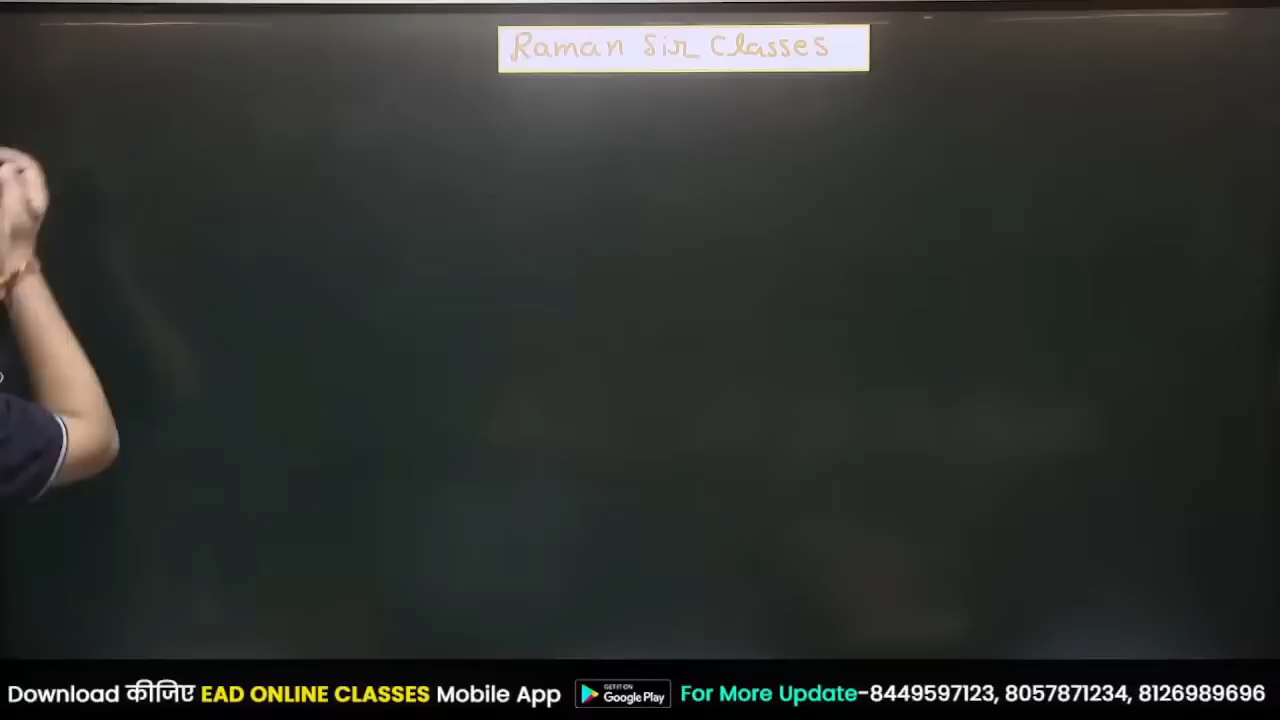 Raman Sir Classes
Download कीजिए EAD ONLINE CLASSES Mobile App GET IT ON Google Play For More Update-8449597123, 8057871234, 8126989696